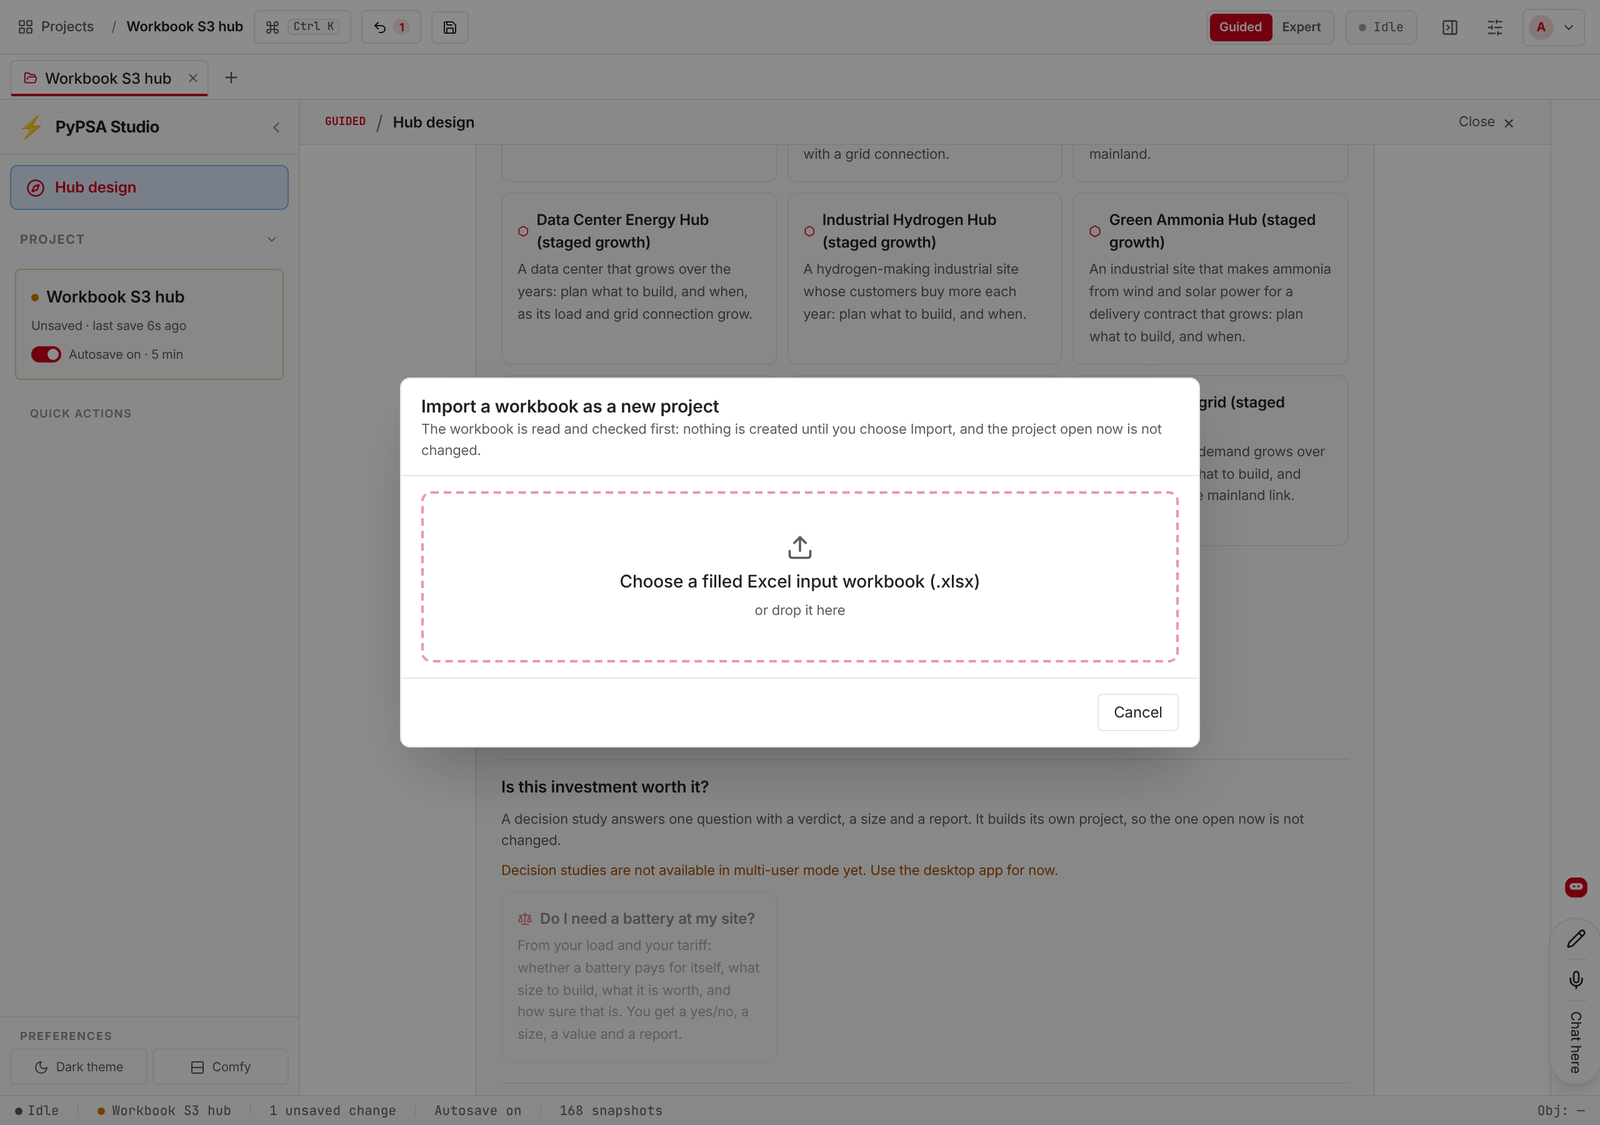 Projects / Workbook S3 hub Ctrl K 1 Guided Expert Idle A
Workbook S3 hub
PyPSA Studio
GUIDED / Hub design Close
Hub design
PROJECT
Workbook S3 hub
Unsaved · last save 6s ago
Autosave on · 5 min
QUICK ACTIONS
with a grid connection.
mainland.
Data Center Energy Hub
(staged growth)
A data center that grows over the
years: plan what to build, and when,
as its load and grid connection grow.
Industrial Hydrogen Hub
(staged growth)
A hydrogen-making industrial site
whose customers buy more each
year: plan what to build, and when.
Green Ammonia Hub (staged
growth)
An industrial site that makes ammonia
from wind and solar power for a
delivery contract that grows: plan
what to build, and when.
grid (staged
demand grows over
hat to build, and
mainland link.
Import a workbook as a new project
The workbook is read and checked first: nothing is created until you choose Import, and the project open now is not
changed.
Choose a filled Excel input workbook (.xlsx)
or drop it here
Cancel
Is this investment worth it?
A decision study answers one question with a verdict, a size and a report. It builds its own project, so the one open now is not
changed.
Decision studies are not available in multi-user mode yet. Use the desktop app for now.
Do I need a battery at my site?
From your load and your tariff:
whether a battery pays for itself, what
size to build, what it is worth, and
how sure that is. You get a yes/no, a
size, a value and a report.
Chat here
PREFERENCES
Dark theme Comfy
Idle Workbook S3 hub 1 unsaved change Autosave on 168 snapshots Obj: —